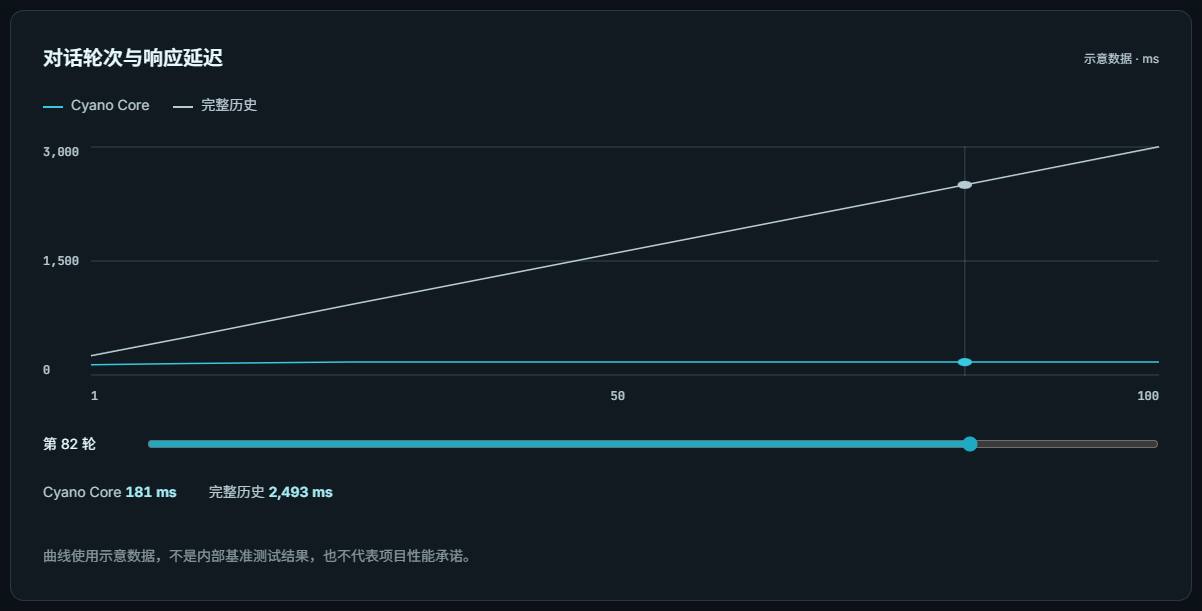 对话轮次与响应延迟
示意数据 · ms
Cyano Core 完整历史
3,000
1,500
0
1 50 100
第 82 轮
Cyano Core 181 ms 完整历史 2,493 ms
曲线使用示意数据，不是内部基准测试结果，也不代表项目性能承诺。